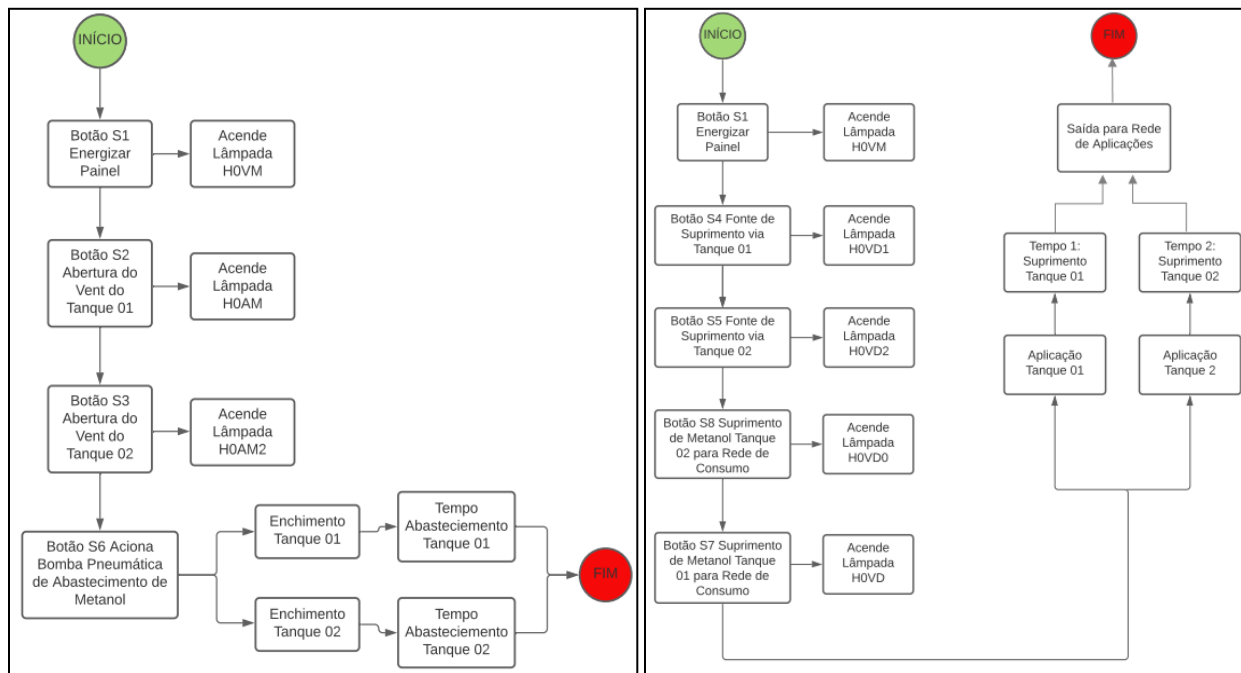 INÍCIO
Botão S1
Energizar
Painel
Acende
Lâmpada
H0VM
Botão S2
Abertura do
Vent do
Tanque 01
Acende
Lâmpada
H0AM
Botão S3
Abertura do
Vent do
Tanque 02
Acende
Lâmpada
H0AM2
Botão S6 Aciona
Bomba Pneumática
de Abastecimento de
Metanol
Enchimento
Tanque 01
Tempo
Abasteciemento
Tanque 01
Enchimento
Tanque 02
Tempo
Abasteciemento
Tanque 02
FIM
INÍCIO
Botão S1
Energizar
Painel
Acende
Lâmpada
H0VM
Botão S4 Fonte de
Suprimento via
Tanque 01
Acende
Lâmpada
H0VD1
Botão S5 Fonte de
Suprimento via
Tanque 02
Acende
Lâmpada
H0VD2
Botão S8 Suprimento
de Metanol Tanque
02 para Rede de
Consumo
Acende
Lâmpada
H0VD0
Botão S7 Suprimento
de Metanol Tanque
01 para Rede de
Consumo
Acende
Lâmpada
H0VD
Aplicação
Tanque 01
Aplicação
Tanque 2
Tempo 1:
Suprimento
Tanque 01
Tempo 2:
Suprimento
Tanque 02
Saída para Rede
de Aplicações
FIM